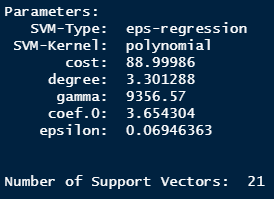 Parameters:
SVM-Type: eps-regression
SVM-Kernel: polynomial
cost: 88.99986
degree: 3.301288
gamma: 9356.57
coef.0: 3.654304
epsilon: 0.06946363
Number of Support Vectors: 21